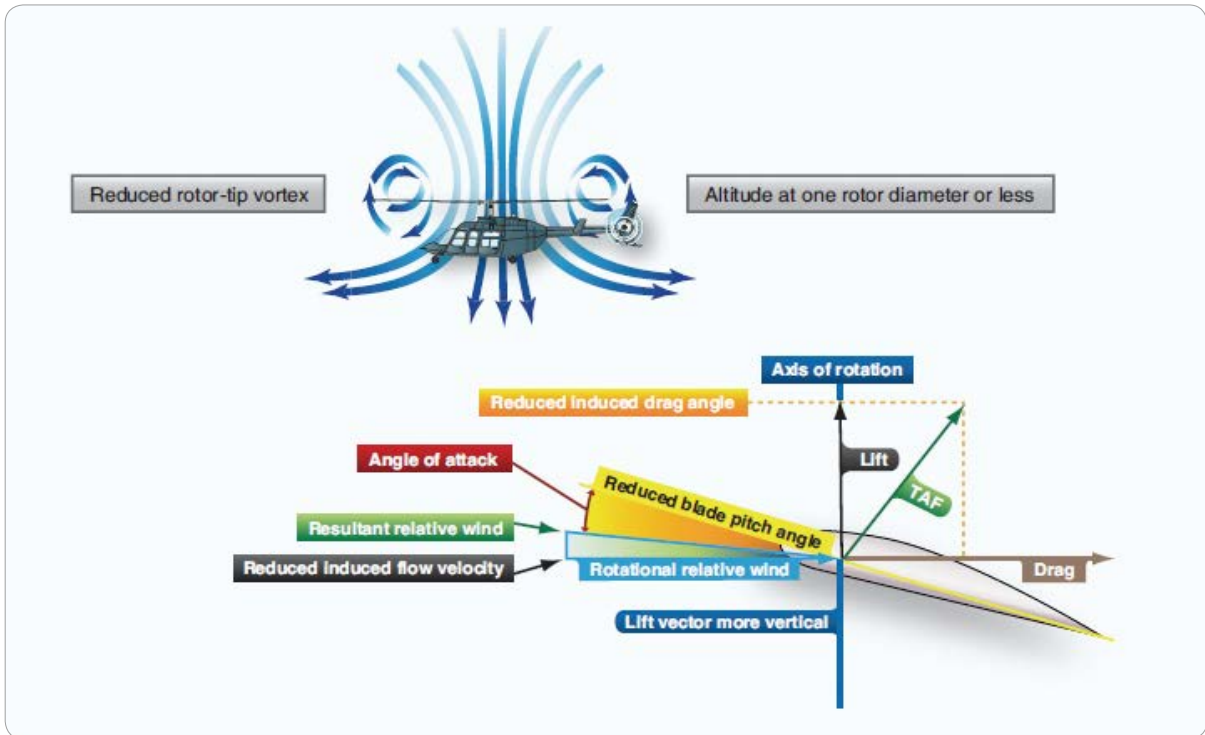 Reduced rotor-tip vortex
Altitude at one rotor diameter or less
Axis of rotation
Reduced induced drag angle
Lift
TAF
Angle of attack
Reduced blade pitch angle
Resultant relative wind
Reduced induced flow velocity
Rotational relative wind
Drag
Lift vector more vertical